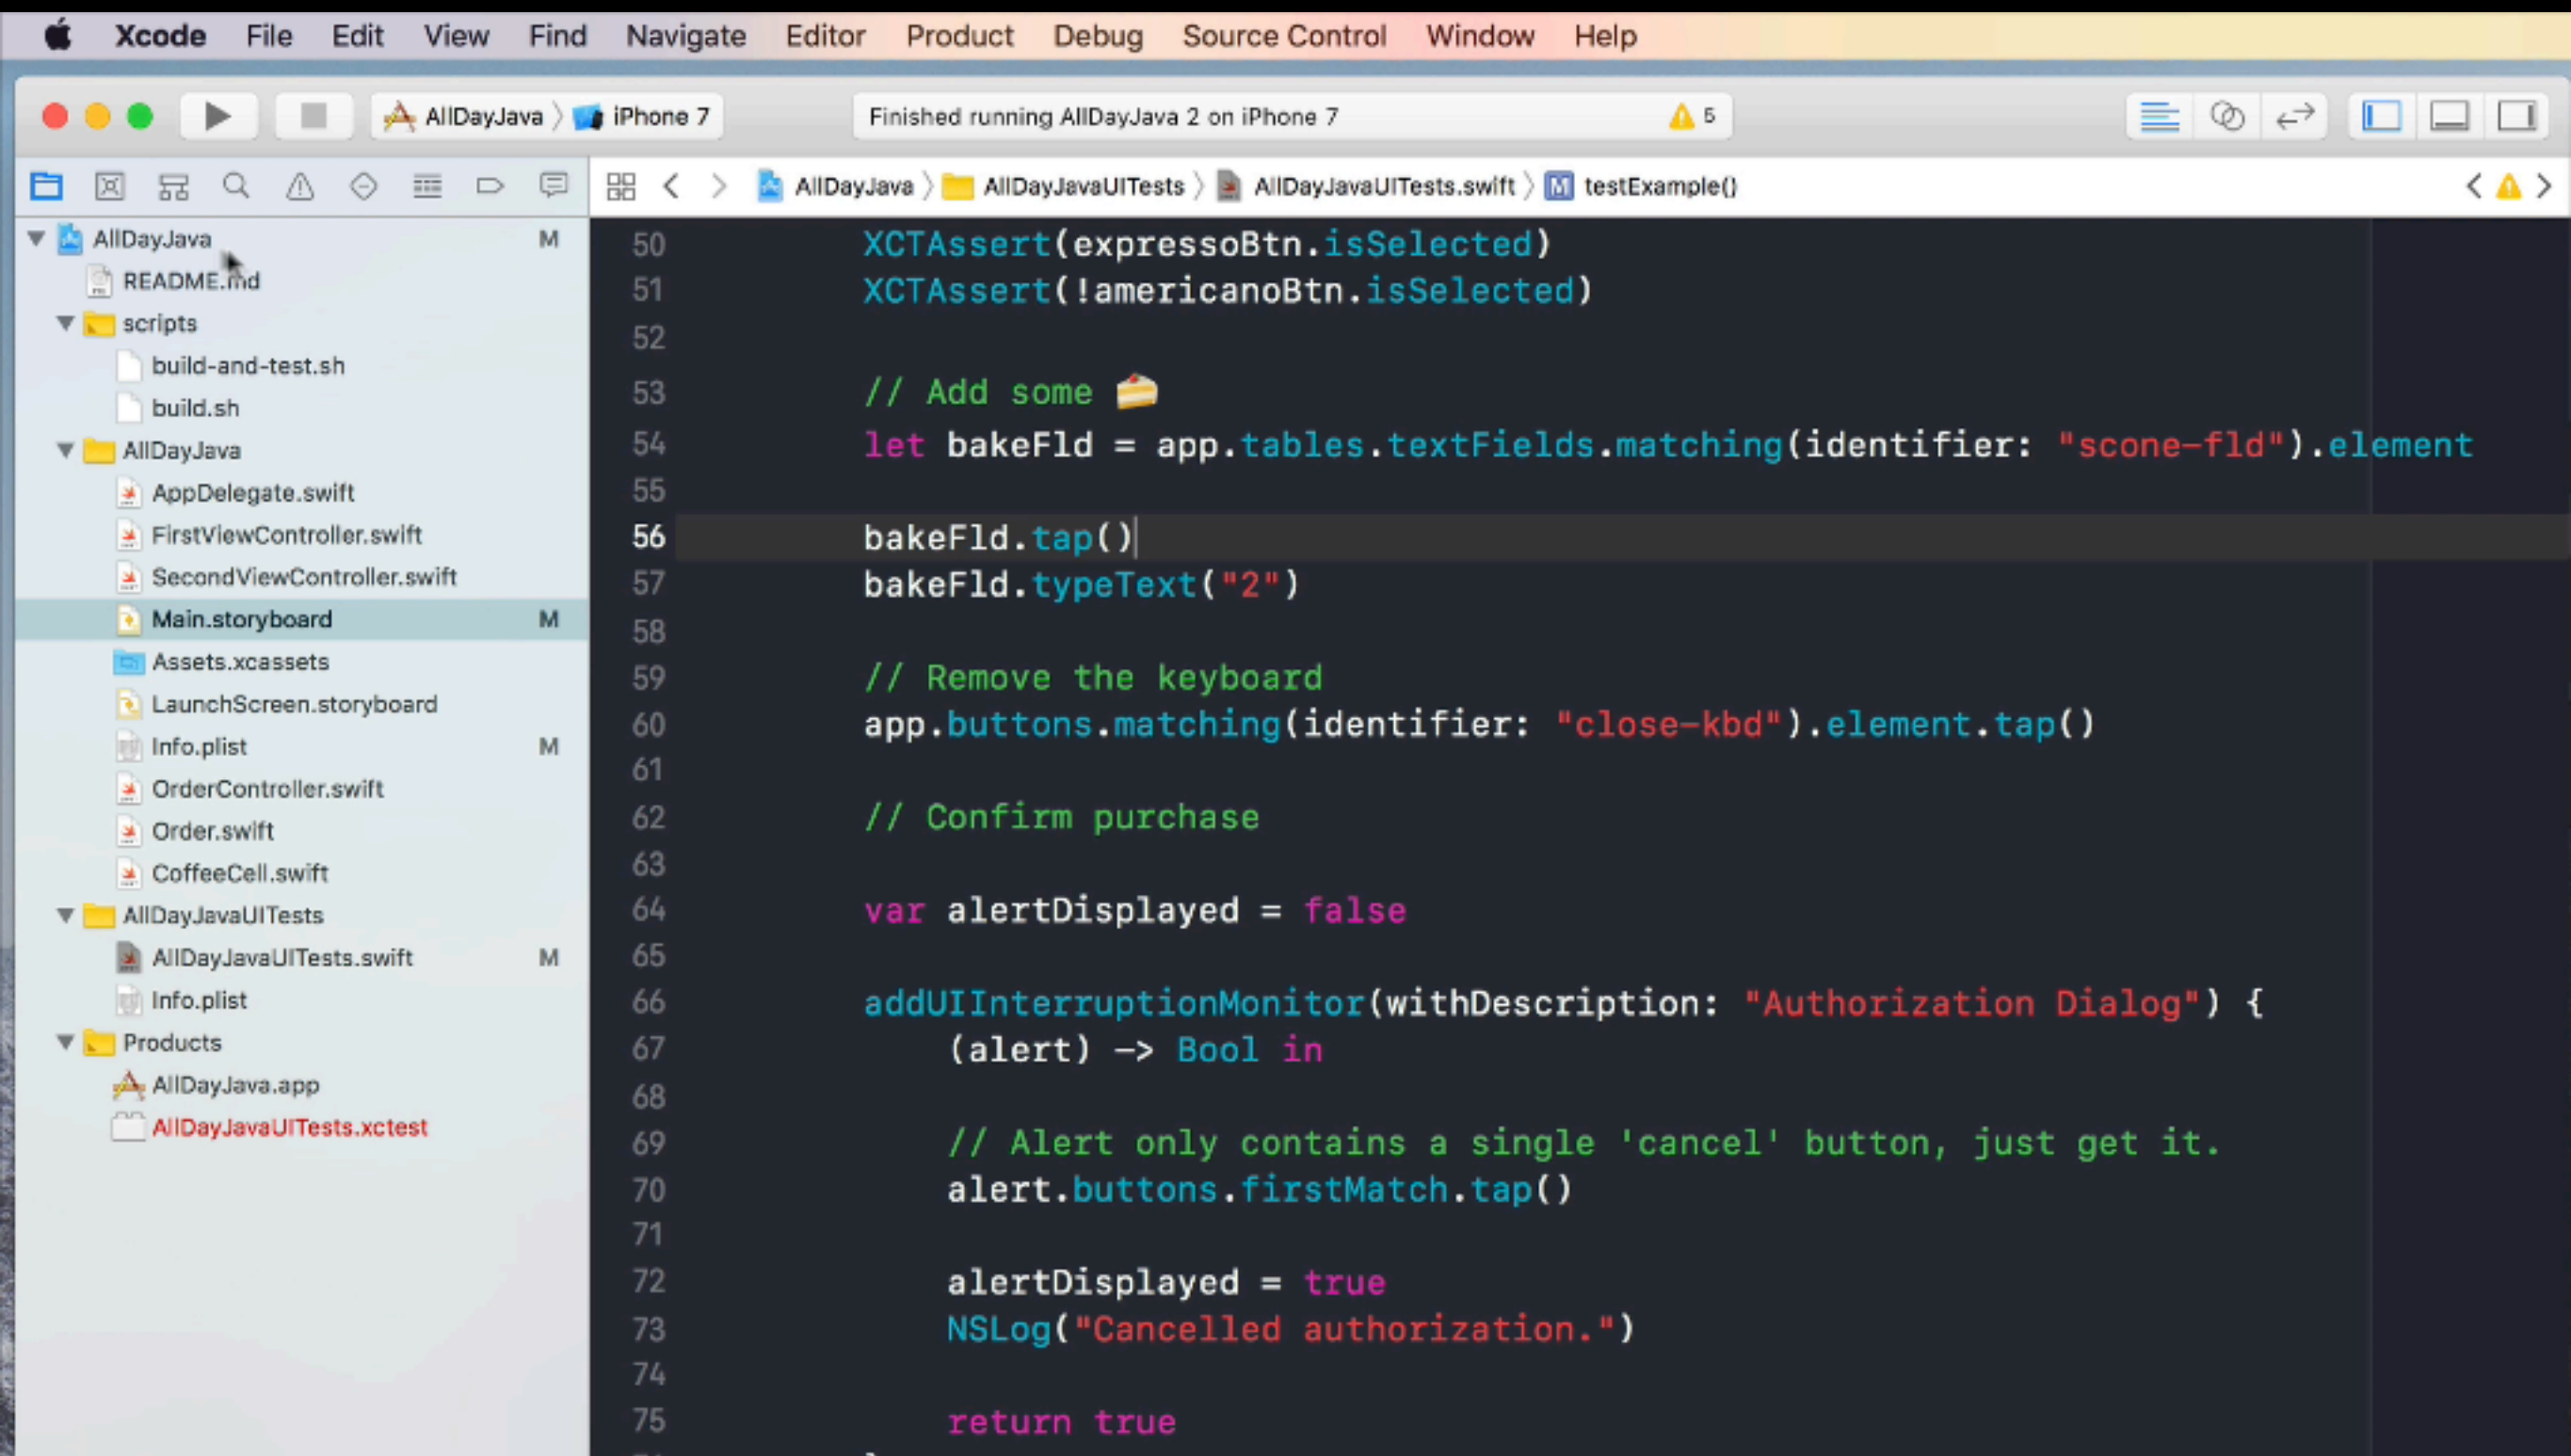 Xcode File Edit View Find Navigate Editor Product Debug Source Control Window Help
AllDayJava iPhone 7 Finished running AllDayJava 2 on iPhone 7 5
AllDayJava AllDayJavaUITests AllDayJavaUITests.swift M testExample()
AllDayJava M
README.md
scripts
build-and-test.sh
build.sh
AllDayJava
AppDelegate.swift
FirstViewController.swift
SecondViewController.swift
Main.storyboard M
Assets.xcassets
LaunchScreen.storyboard
Info.plist M
OrderController.swift
Order.swift
CoffeeCell.swift
AllDayJavaUITests
AllDayJavaUITests.swift M
Info.plist
Products
AllDayJava.app
AllDayJavaUITests.xctest
50 XCTAssert(expressoBtn.isSelected)
51 XCTAssert(!americanoBtn.isSelected)
52
53 // Add some 🍰
54 let bakeFld = app.tables.textFields.matching(identifier: "scone-fld").element
55
56 bakeFld.tap()
57 bakeFld.typeText("2")
58
59 // Remove the keyboard
60 app.buttons.matching(identifier: "close-kbd").element.tap()
61
62 // Confirm purchase
63
64 var alertDisplayed = false
65
66 addUIInterruptionMonitor(withDescription: "Authorization Dialog") {
67 (alert) -> Bool in
68
69 // Alert only contains a single 'cancel' button, just get it.
70 alert.buttons.firstMatch.tap()
71
72 alertDisplayed = true
73 NSLog("Cancelled authorization.")
74
75 return true